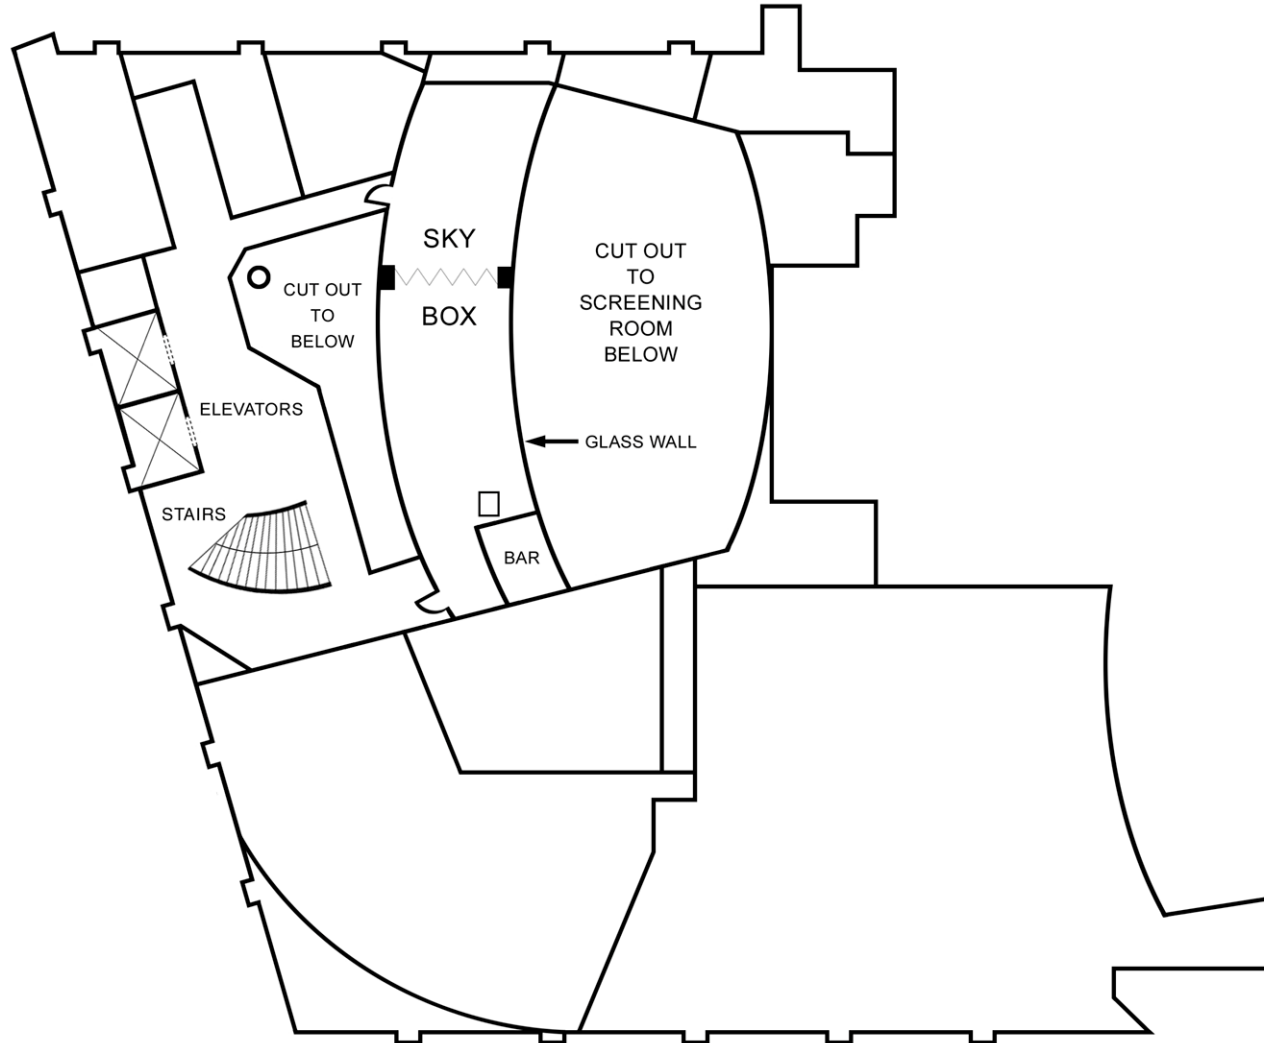 SKY
BOX
CUT OUT
TO
BELOW
CUT OUT
TO
SCREENING
ROOM
BELOW
ELEVATORS
GLASS WALL
STAIRS
BAR